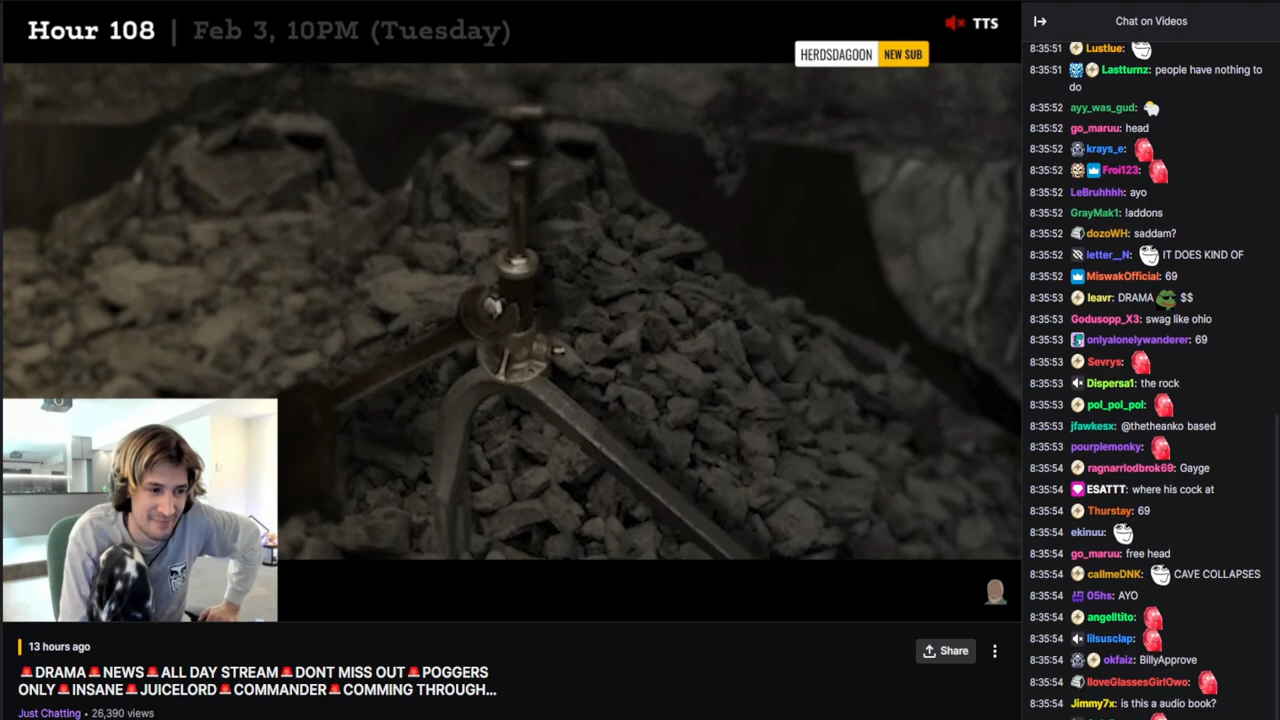 Hour 108 | Feb 3, 10PM (Tuesday)
TTS
HERDSDAGOON NEW SUB
13 hours ago
Share
DRAMA NEWS ALL DAY STREAM DONT MISS OUT POGGERS
ONLY INSANE JUICELORD COMMANDER COMMING THROUGH...
Just Chatting • 26,390 views
Chat on Videos
8:35:51 Lustlue:
8:35:51 Lastturnz: people have nothing to
do
8:35:52 ayy_was_gud:
8:35:52 go_maruu: head
8:35:52 krays_e:
8:35:52 Froi123:
8:35:52 LeBruhhhh: ayo
8:35:52 GrayMak1: !addons
8:35:52 dozoWH: saddam?
8:35:52 letter__N: IT DOES KIND OF
8:35:52 MiswakOfficial: 69
8:35:53 leavr: DRAMA $$
8:35:53 Godusopp_X3: swag like ohio
8:35:53 onlyalonelywanderer: 69
8:35:53 Sevrys:
8:35:53 Dispersa1: the rock
8:35:53 pol_pol_pol:
8:35:53 jfawkesx: @thetheanko based
8:35:53 pourplemonky:
8:35:54 ragnarrlodbrok69: Gayge
8:35:54 ESATTT: where his cock at
8:35:54 Thurstay: 69
8:35:54 ekinuu:
8:35:54 go_maruu: free head
8:35:54 callmeDNK: CAVE COLLAPSES
8:35:54 05hs: AYO
8:35:54 angelltito:
8:35:54 lilsusclap:
8:35:54 okfaiz: BillyApprove
8:35:54 IloveGlassesGirlOwo:
8:35:54 Jimmy7x: is this a audio book?